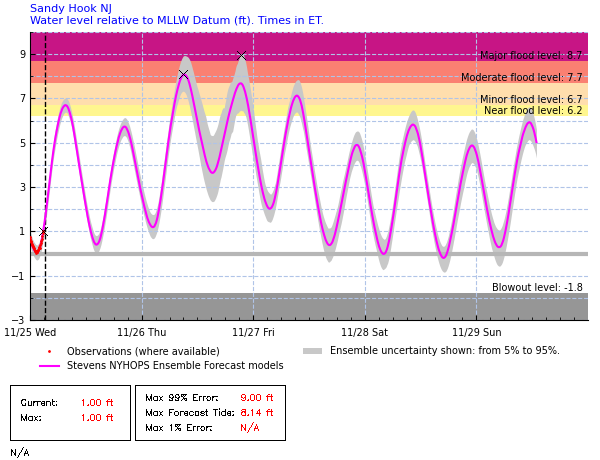 Sandy Hook NJ
Water level relative to MLLW Datum (ft). Times in ET.
9
7
5
3
1
−1
−3
Major flood level: 8.7
Moderate flood level: 7.7
Minor flood level: 6.7
Near flood level: 6.2
Blowout level: -1.8
11/25 Wed 11/26 Thu 11/27 Fri 11/28 Sat 11/29 Sun
Observations (where available)
Stevens NYHOPS Ensemble Forecast models
Ensemble uncertainty shown: from 5% to 95%.
Current: 1.00 ft
Max: 1.00 ft
Max 99% Error: 9.00 ft
Max Forecast Tide: 8.14 ft
Max 1% Error: N/A
N/A